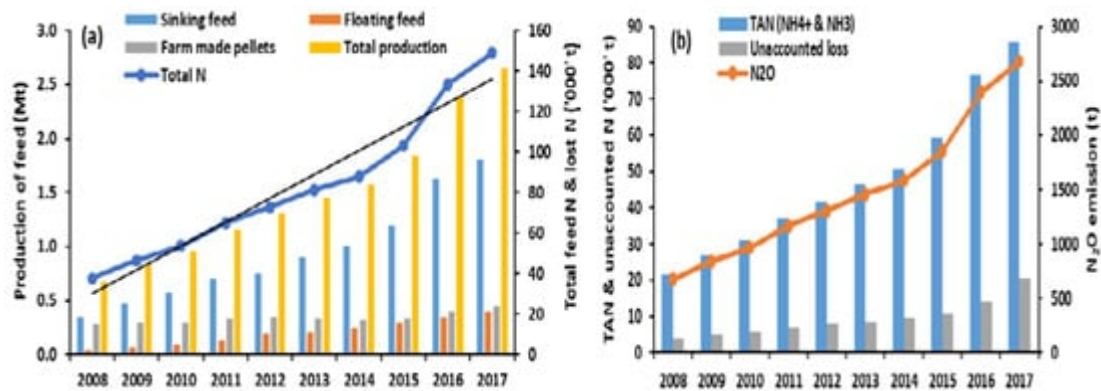 (a)
Sinking feed
Floating feed
Farm made pellets
Total production
Total N
Production of feed (Mt)
3.0
2.5
2.0
1.5
1.0
0.5
0.0
Total feed N & lost N ('000' t)
160
140
120
100
80
60
40
20
0
2008 2009 2010 2011 2012 2013 2014 2015 2016 2017
(b)
TAN (NH4+ & NH3)
Unaccounted loss
N2O
TAN & unaccounted N ('000' t)
90
80
70
60
50
40
30
20
10
0
N₂O emission (t)
3000
2500
2000
1500
1000
500
0
2008 2009 2010 2011 2012 2013 2014 2015 2016 2017